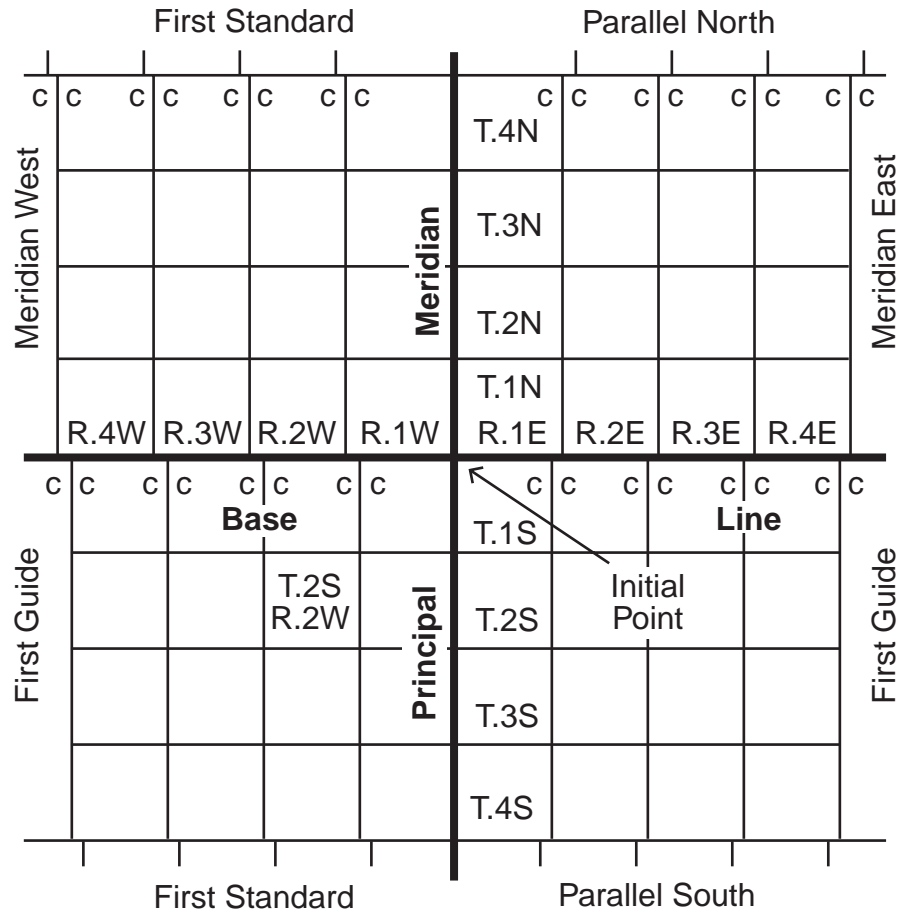 First Standard Parallel North
c c c c c c c c c c c c c c
T.4N
Meridian West
Meridian
T.3N
Meridian East
T.2N
T.1N
R.4W R.3W R.2W R.1W R.1E R.2E R.3E R.4E
c c c c c c c c c c c c c c c
Base Line
T.1S
First Guide
T.2S
R.2W
Principal
T.2S
Initial
Point
First Guide
T.3S
T.4S
First Standard Parallel South